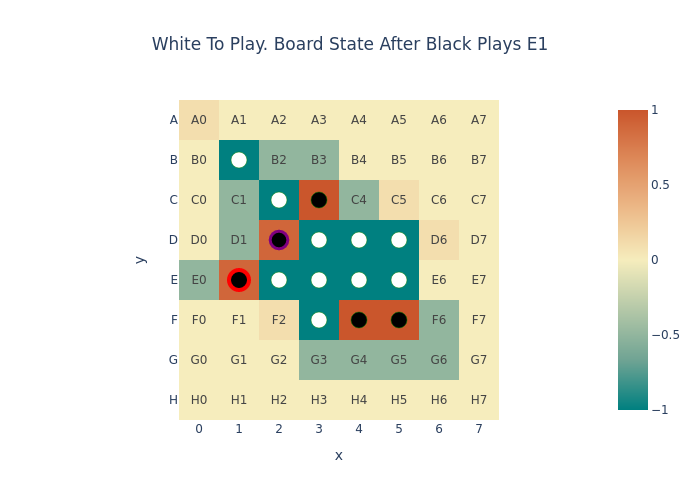 White To Play. Board State After Black Plays E1
A A0 A1 A2 A3 A4 A5 A6 A7
B B0 B2 B3 B4 B5 B6 B7
C C0 C1 C4 C5 C6 C7
D D0 D1 D6 D7
E E0 E6 E7
F F0 F1 F2 F6 F7
G G0 G1 G2 G3 G4 G5 G6 G7
H H0 H1 H2 H3 H4 H5 H6 H7
0 1 2 3 4 5 6 7
x
y
1
0.5
0
−0.5
−1